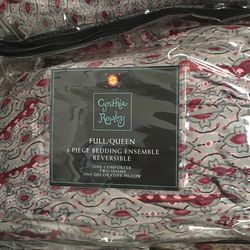 Cynthia
Rowley
FULL/QUEEN
4 PIECE BEDDING ENSEMBLE
REVERSIBLE
ONE COMFORTER
TWO SHAMS
ONE DECORATIVE PILLOW